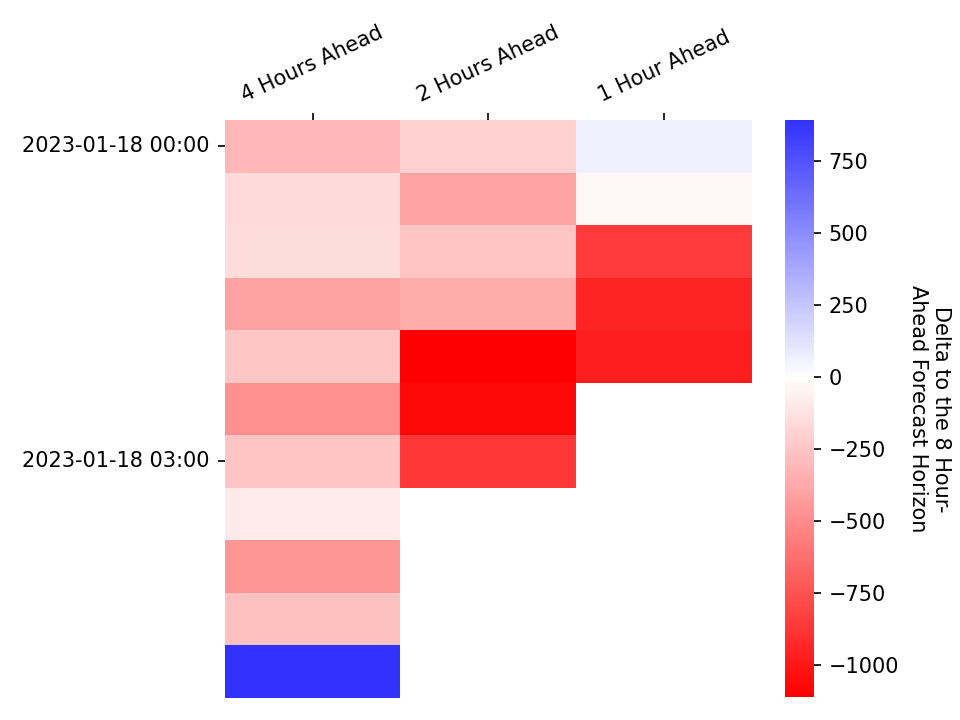 4 Hours Ahead
2 Hours Ahead
1 Hour Ahead
2023-01-18 00:00
2023-01-18 03:00
750
500
250
0
−250
−500
−750
−1000
Delta to the 8 Hour-
Ahead Forecast Horizon